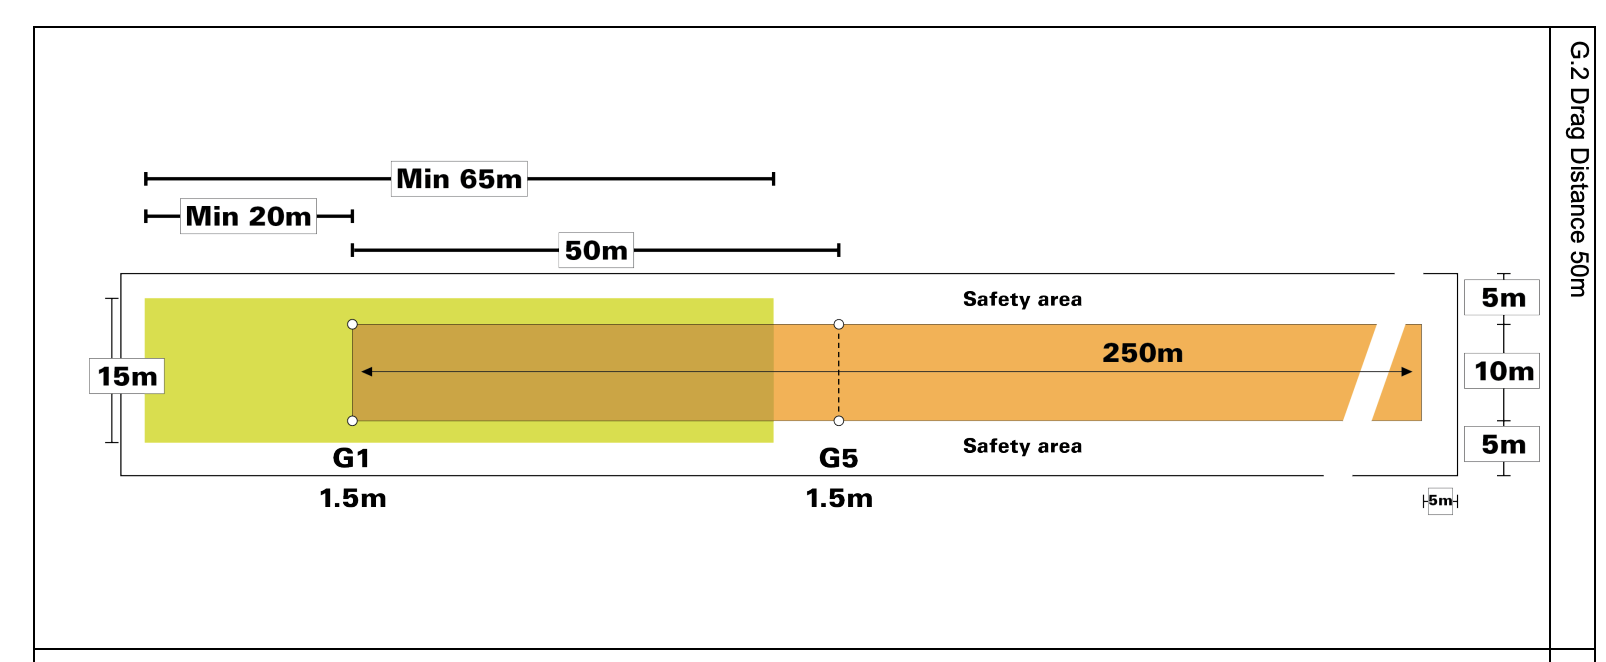 G.2 Drag Distance 50m
Min 65m
Min 20m
50m
Safety area
5m
250m
15m
10m
Safety area
5m
G1
G5
1.5m
1.5m
5m